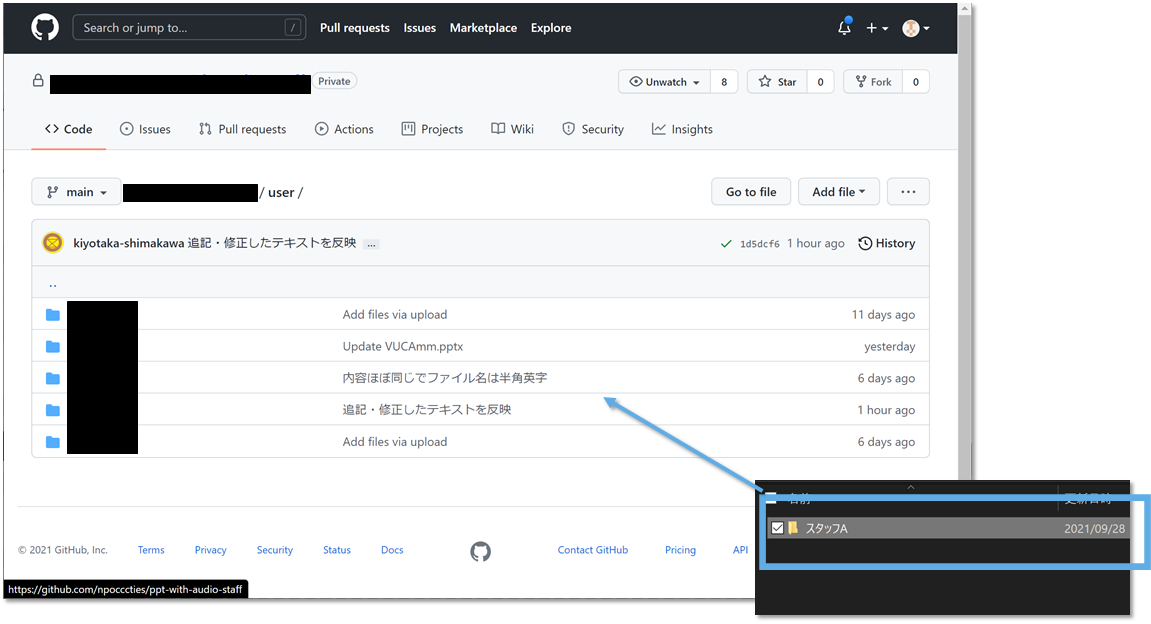 Search or jump to... /
Pull requests Issues Marketplace Explore
Private
Unwatch 8 Star 0 Fork 0
Code Issues Pull requests Actions Projects Wiki Security Insights
main / user / Go to file Add file ...
kiyotaka-shimakawa 追記・修正したテキストを反映 ... 1d5dcf6 1 hour ago History
..
Add files via upload 11 days ago
Update VUCAmm.pptx yesterday
内容ほぼ同じでファイル名は半角英字 6 days ago
追記・修正したテキストを反映 1 hour ago
Add files via upload 6 days ago
名前 更新日時
スタッフA 2021/09/28
© 2021 GitHub, Inc. Terms Privacy Security Status Docs Contact GitHub Pricing API
https://github.com/npocccties/ppt-with-audio-staff